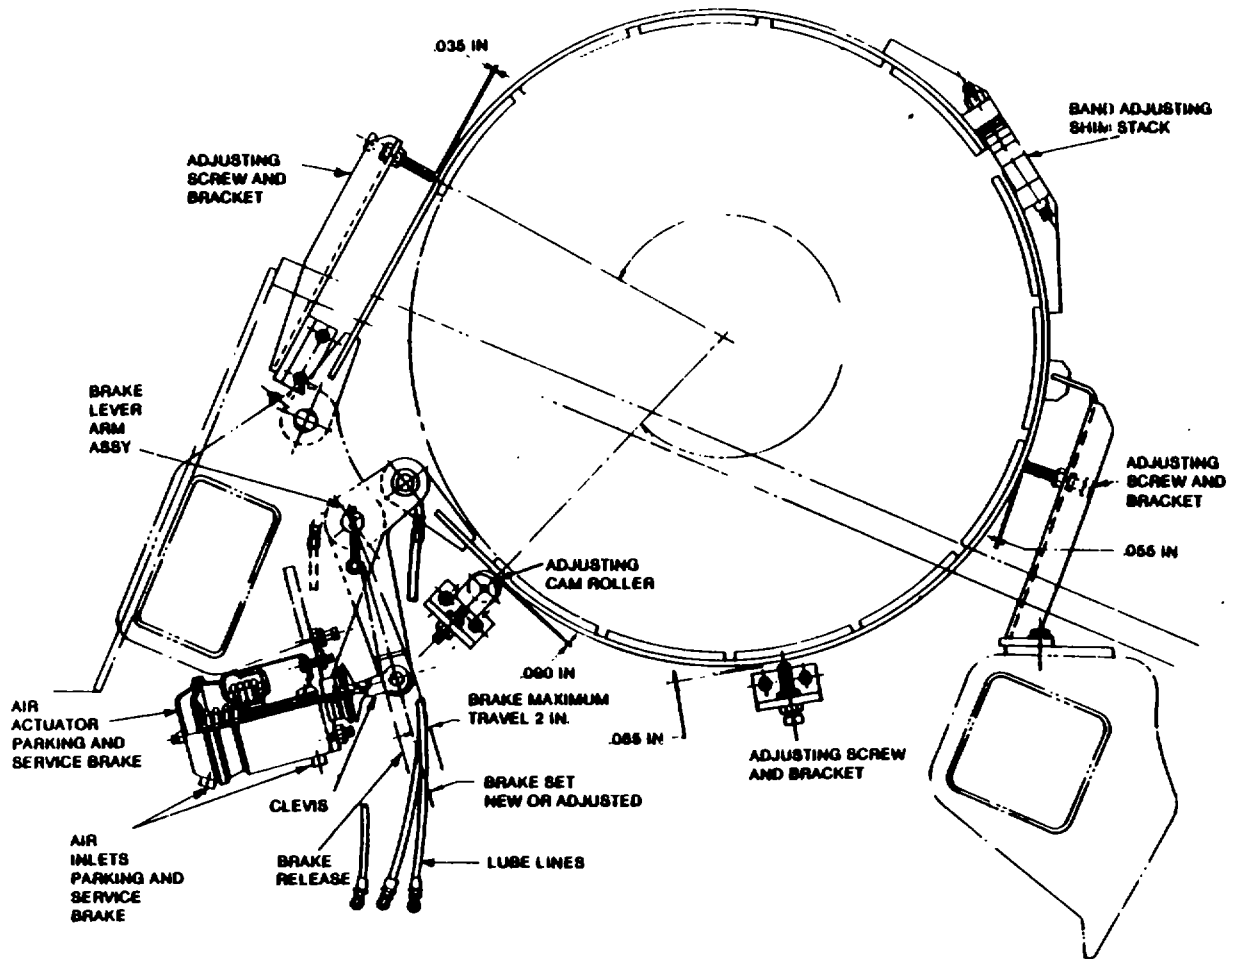 .035 IN
BAND ADJUSTING
SHIM STACK
ADJUSTING
SCREW AND
BRACKET
BRAKE
LEVER
ARM
ASSY
ADJUSTING
SCREW AND
BRACKET
.055 IN
ADJUSTING
CAM ROLLER
.090 IN
BRAKE MAXIMUM
TRAVEL 2 IN.
.055 IN
ADJUSTING SCREW
AND BRACKET
AIR
ACTUATOR
PARKING AND
SERVICE BRAKE
CLEVIS
BRAKE SET
NEW OR ADJUSTED
AIR
INLETS
PARKING AND
SERVICE
BRAKE
BRAKE
RELEASE
LUBE LINES